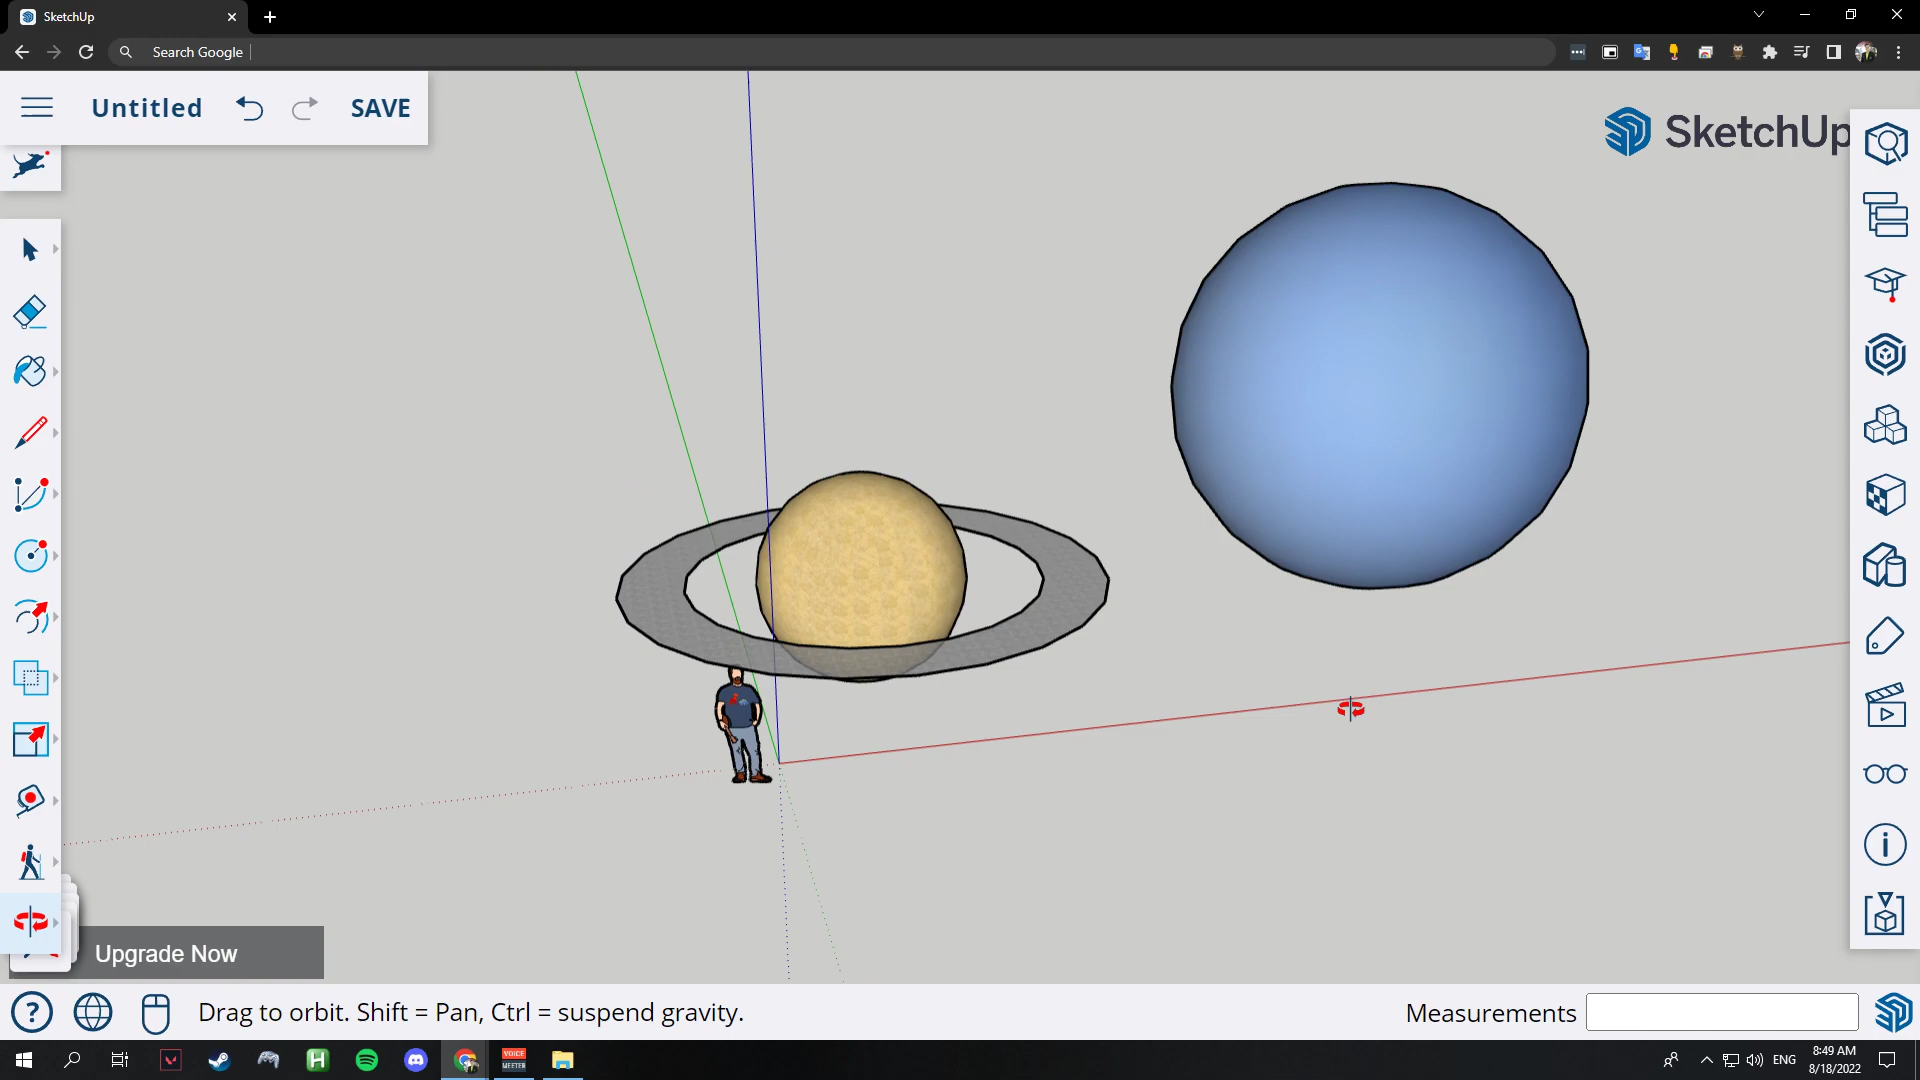 SketchUp
Search Google
Untitled
SAVE
SketchUp
Upgrade Now
?
Drag to orbit. Shift = Pan, Ctrl = suspend gravity.
Measurements
H
VOICE
MEETER
ENG
8:49 AM
8/18/2022